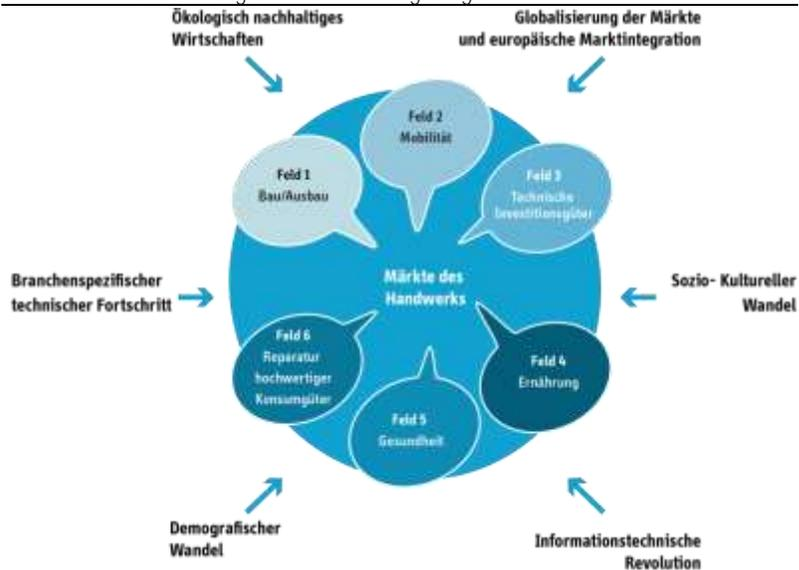 Ökologisch nachhaltiges
Wirtschaften
Globalisierung der Märkte
und europäische Marktintegration
Feld 2
Mobilität
Feld 1
Bau/Ausbau
Feld 3
Technische
Investitionsgüter
Branchenspezifischer
technischer Fortschritt
Märkte des
Handwerks
Sozio- Kultureller
Wandel
Feld 6
Reparatur
hochwertiger
Konsumgüter
Feld 4
Ernährung
Feld 5
Gesundheit
Demografischer
Wandel
Informationstechnische
Revolution